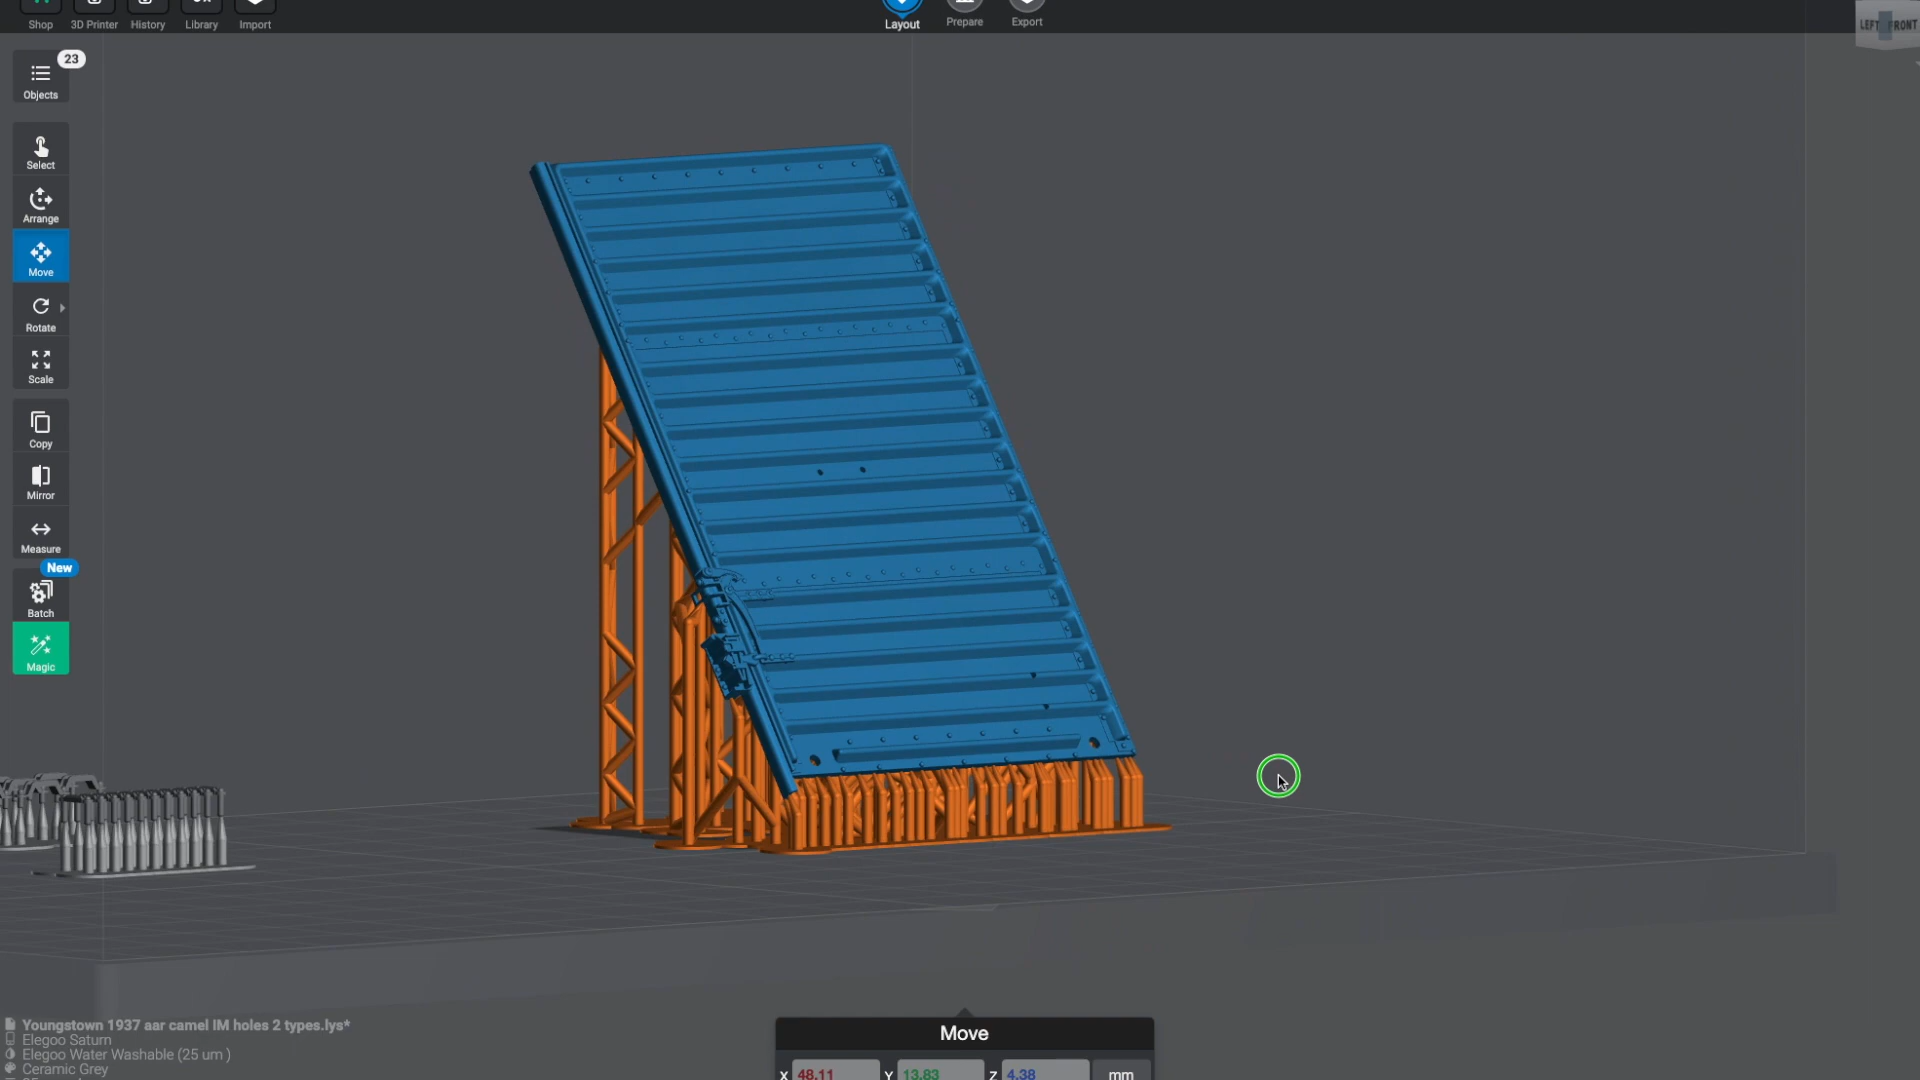 Shop
3D Printer
History
Library
Import
Layout
Prepare
Export
LEFT
FRONT
23
Objects
Select
Arrange
Move
Rotate
Scale
Copy
Mirror
Measure
New
Batch
Magic
Youngstown 1937 aar camel IM holes 2 types.lys*
Elegoo Saturn
Elegoo Water Washable (25 um )
Ceramic Grey
Move
X 48.11 Y 13.83 Z 4.38 mm